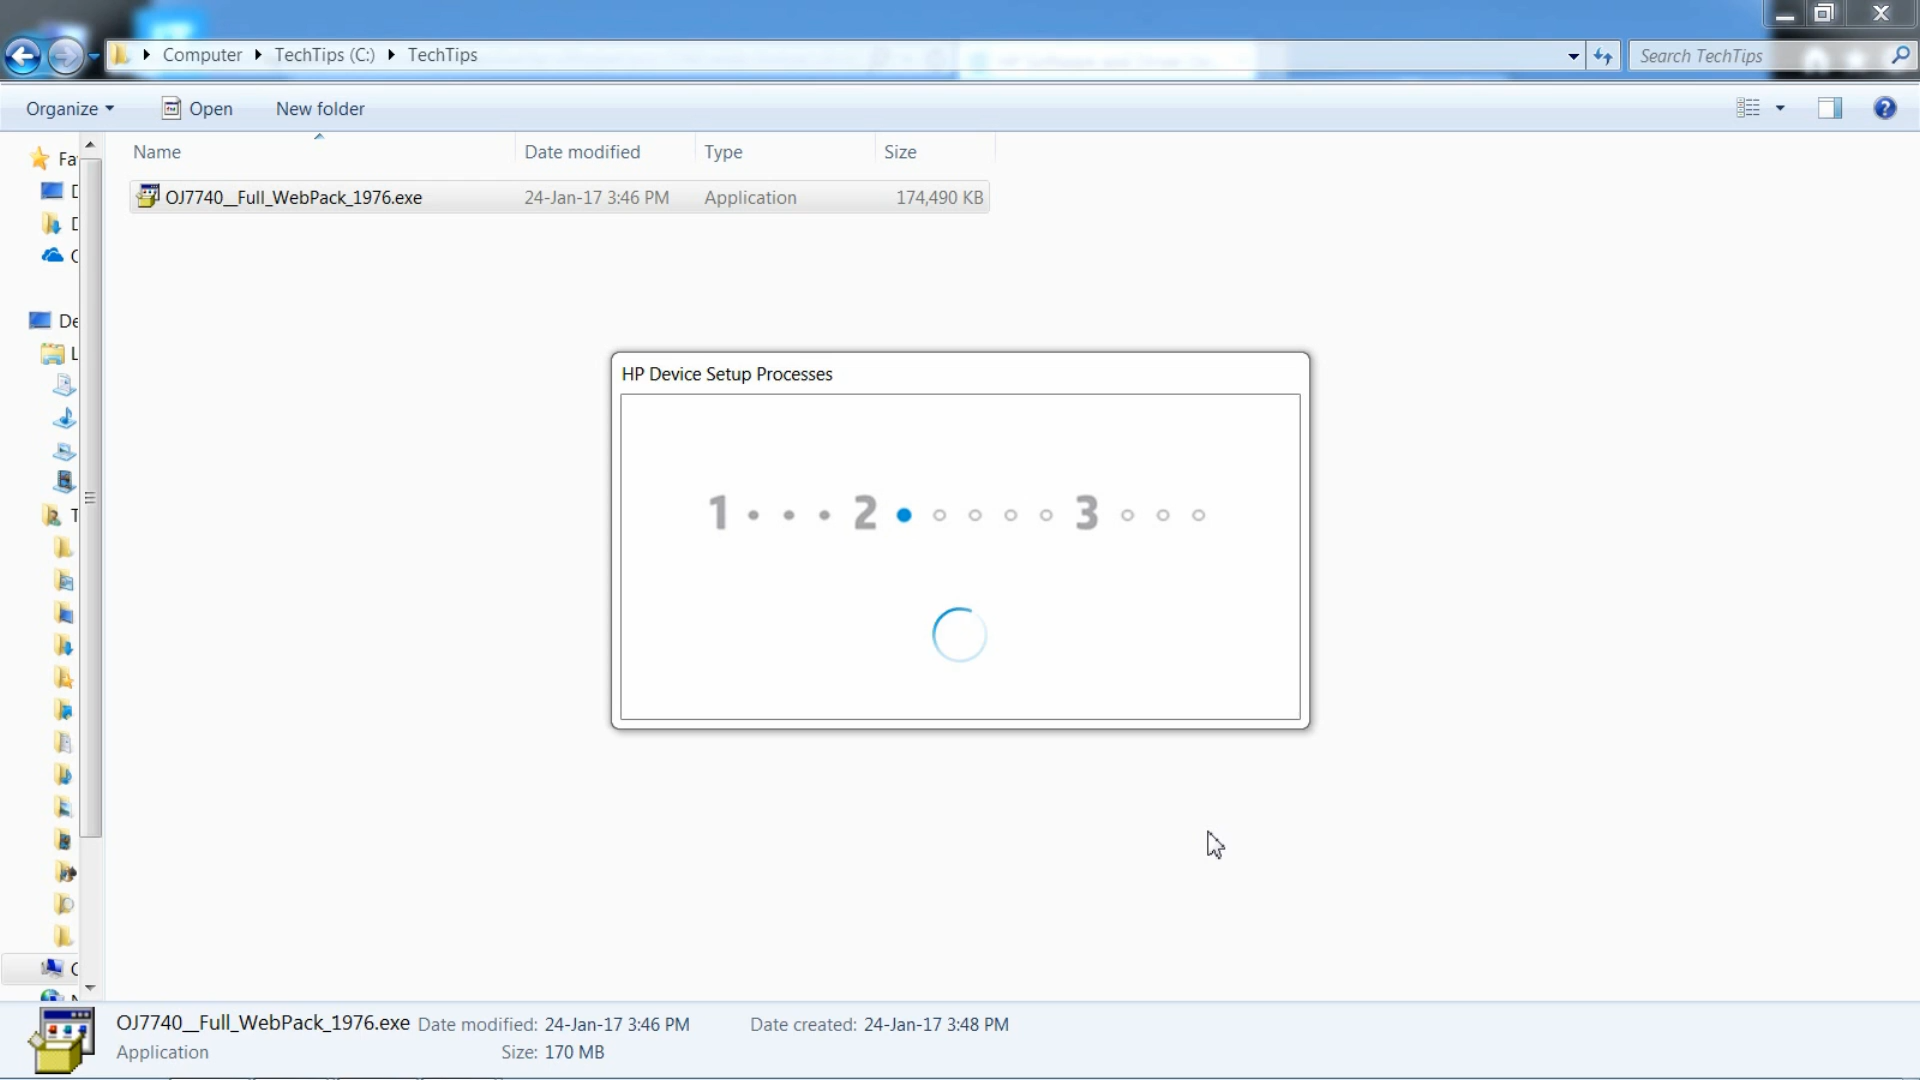 Computer TechTips (C:) TechTips
Search TechTips
Organize Open New folder
Name Date modified Type Size
OJ7740__Full_WebPack_1976.exe 24-Jan-17 3:46 PM Application 174,490 KB
Fa
De
HP Device Setup Processes
1 2 3
OJ7740__Full_WebPack_1976.exe Date modified: 24-Jan-17 3:46 PM Date created: 24-Jan-17 3:48 PM
Application Size: 170 MB